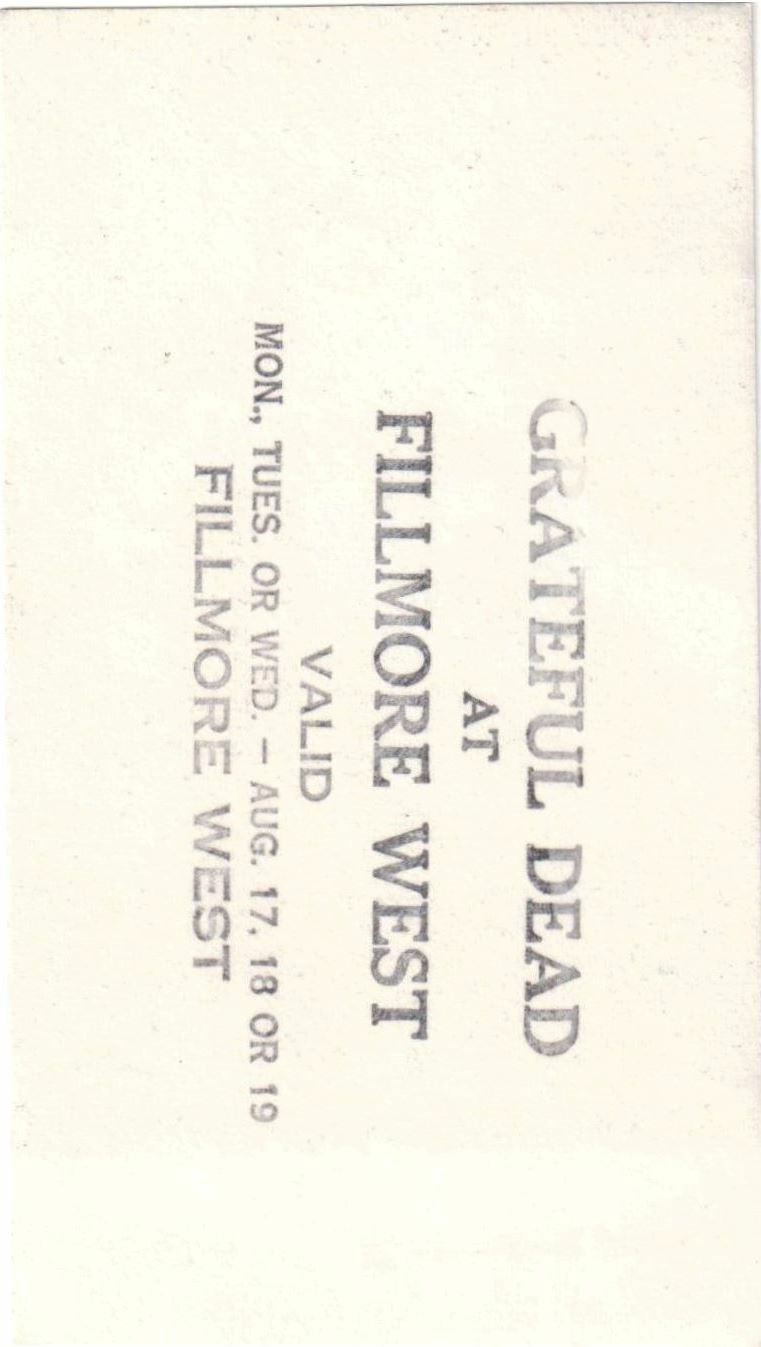 GRATEFUL DEAD
AT
FILLMORE WEST
VALID
MON., TUES. OR WED. – AUG. 17, 18 OR 19
FILLMORE WEST